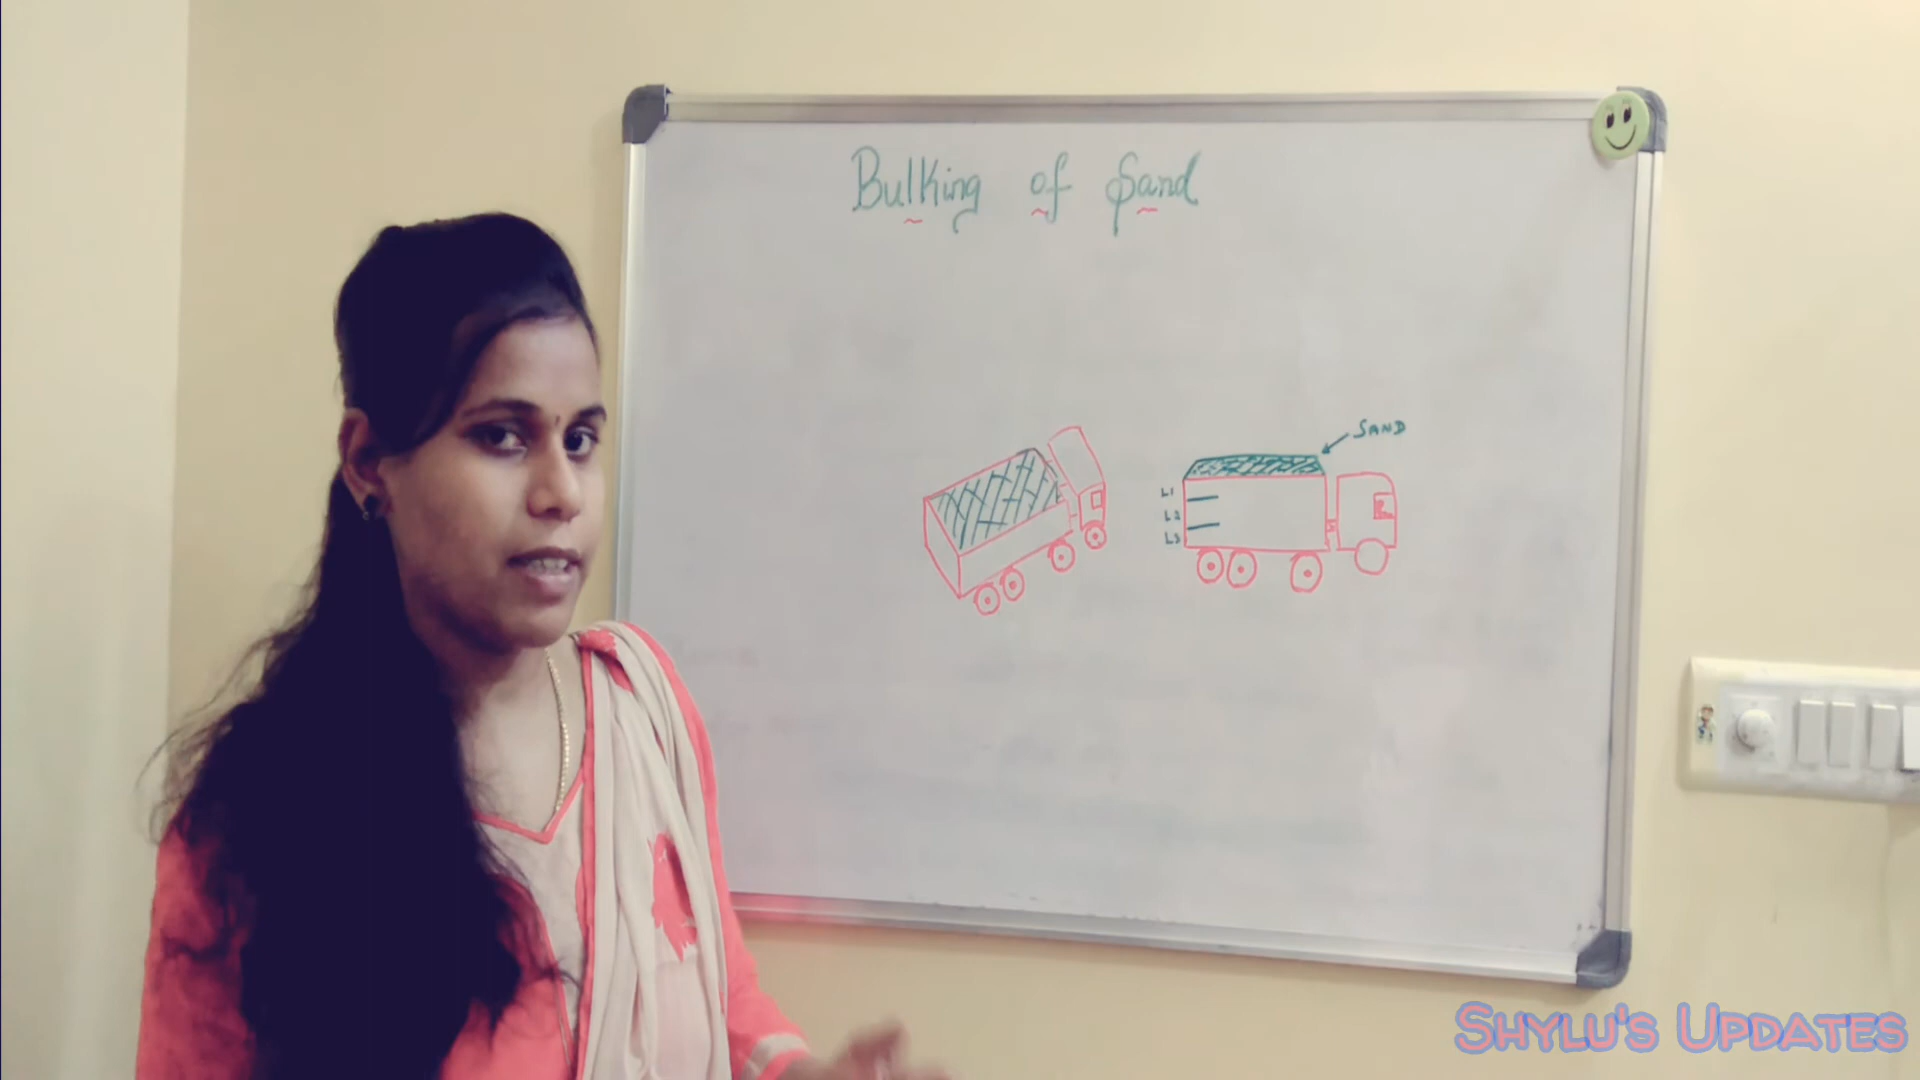 Bulking of Sand
SAND
L1
L2
L3
SHYLU'S UPDATES